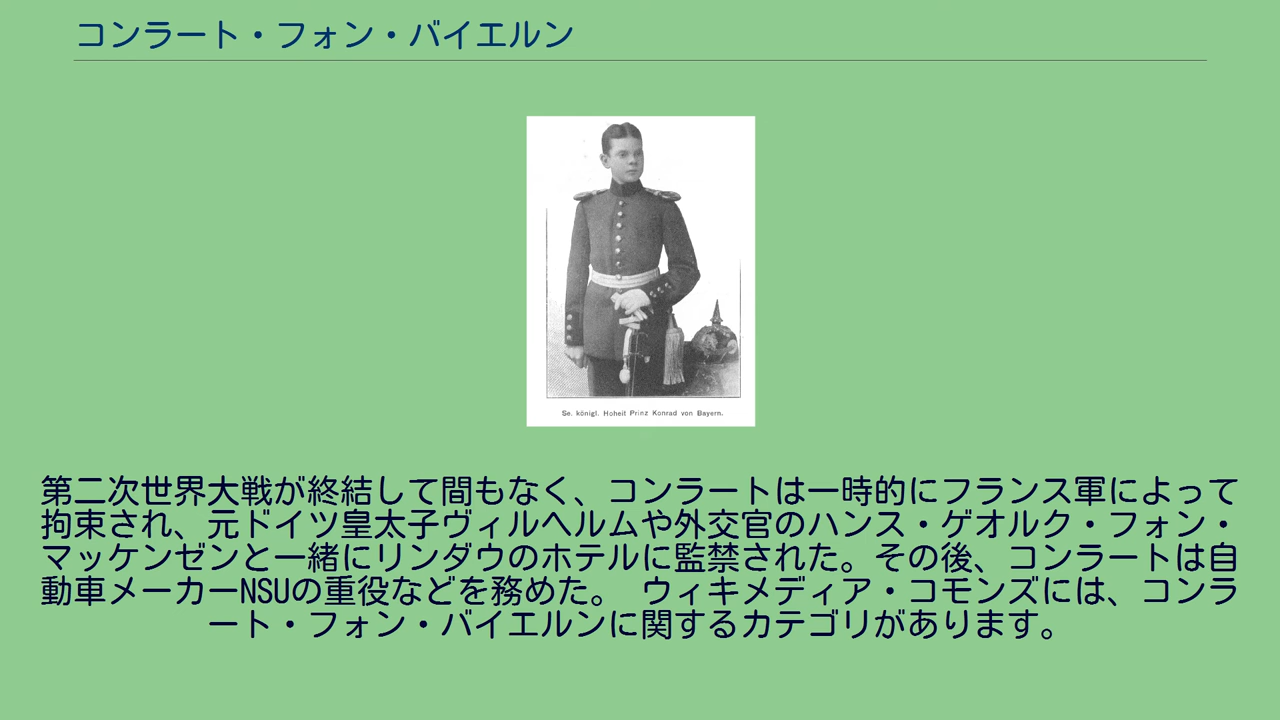 コンラート・フォン・バイエルン
Se. königl. Hoheit Prinz Konrad von Bayern.
第二次世界大戦が終結して間もなく、コンラートは一時的にフランス軍によって
拘束され、元ドイツ皇太子ヴィルヘルムや外交官のハンス・ゲオルク・フォン・
マッケンゼンと一緒にリンダウのホテルに監禁された。その後、コンラートは自
動車メーカーNSUの重役などを務めた。 ウィキメディア・コモンズには、コンラ
ート・フォン・バイエルンに関するカテゴリがあります。